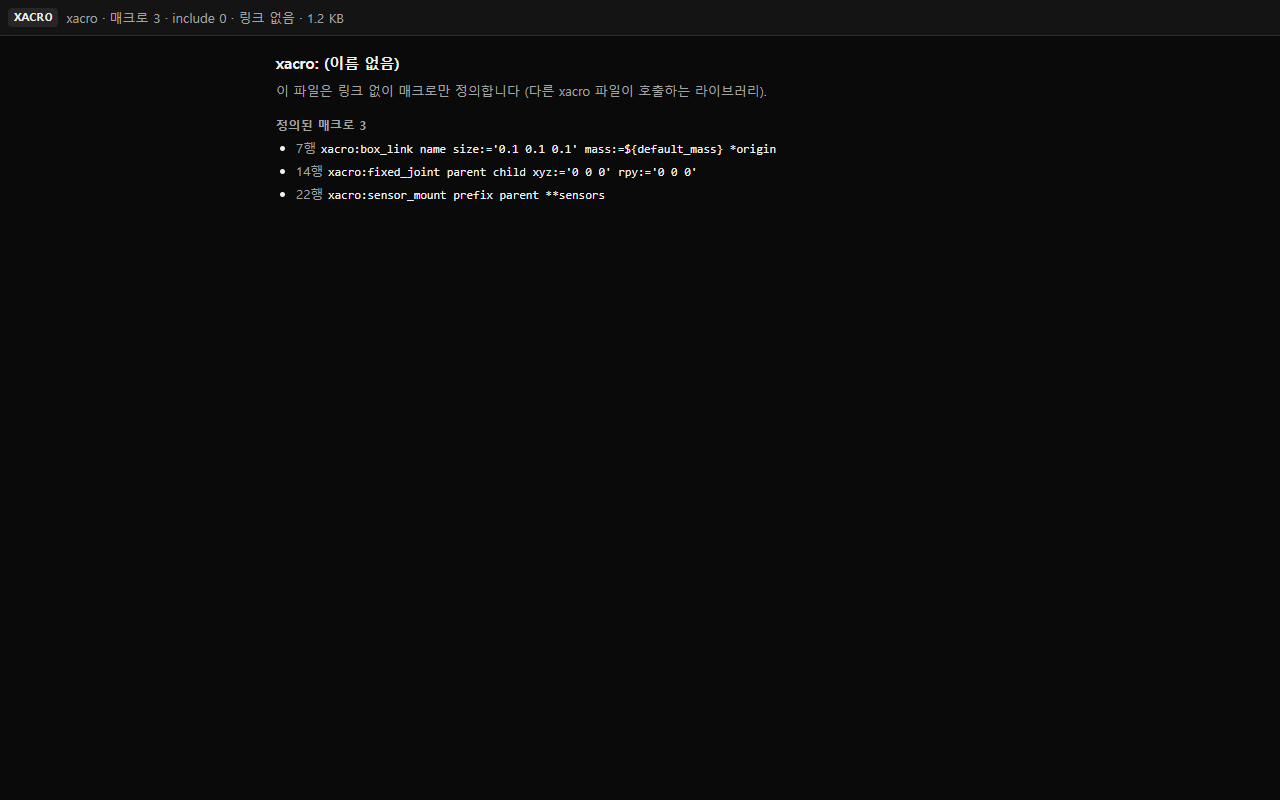 XACRO xacro · 매크로 3 · include 0 · 링크 없음 · 1.2 KB
xacro: (이름 없음)
이 파일은 링크 없이 매크로만 정의합니다 (다른 xacro 파일이 호출하는 라이브러리).
정의된 매크로 3
• 7행 xacro:box_link name size:='0.1 0.1 0.1' mass:=${default_mass} *origin
• 14행 xacro:fixed_joint parent child xyz:='0 0 0' rpy:='0 0 0'
• 22행 xacro:sensor_mount prefix parent **sensors